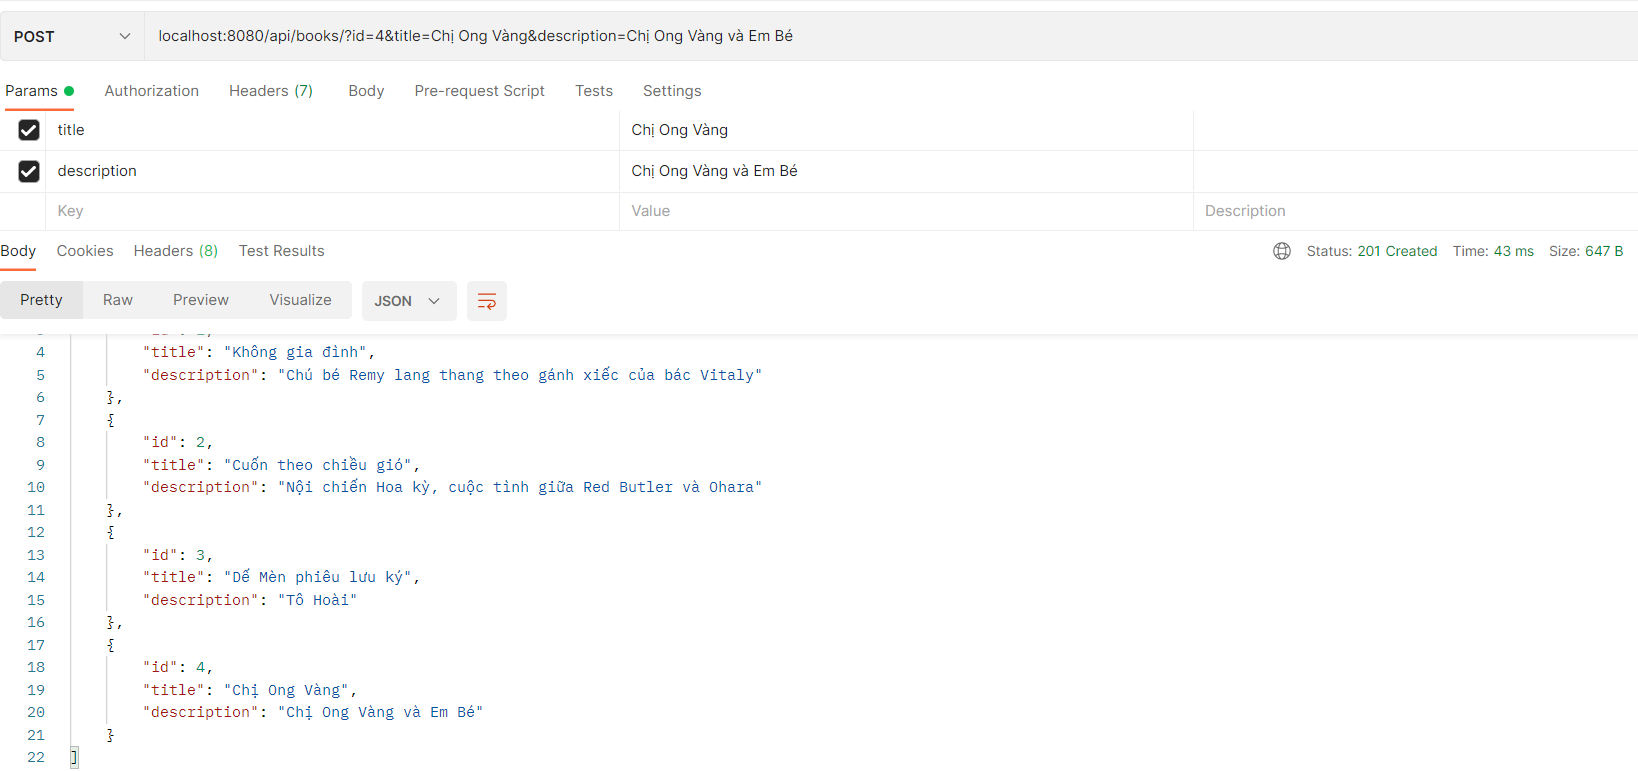 POST localhost:8080/api/books/?id=4&title=Chị Ong Vàng&description=Chị Ong Vàng và Em Bé
Params Authorization Headers (7) Body Pre-request Script Tests Settings
title Chị Ong Vàng
description Chị Ong Vàng và Em Bé
Key Value Description
Body Cookies Headers (8) Test Results Status: 201 Created Time: 43 ms Size: 647 B
Pretty Raw Preview Visualize JSON
4 "title": "Không gia đình",
5 "description": "Chú bé Remy lang thang theo gánh xiếc của bác Vitaly"
6 },
7 {
8 "id": 2,
9 "title": "Cuốn theo chiều gió",
10 "description": "Nội chiến Hoa kỳ, cuộc tình giữa Red Butler và Ohara"
11 },
12 {
13 "id": 3,
14 "title": "Dế Mèn phiêu lưu ký",
15 "description": "Tô Hoài"
16 },
17 {
18 "id": 4,
19 "title": "Chị Ong Vàng",
20 "description": "Chị Ong Vàng và Em Bé"
21 }
22 ]